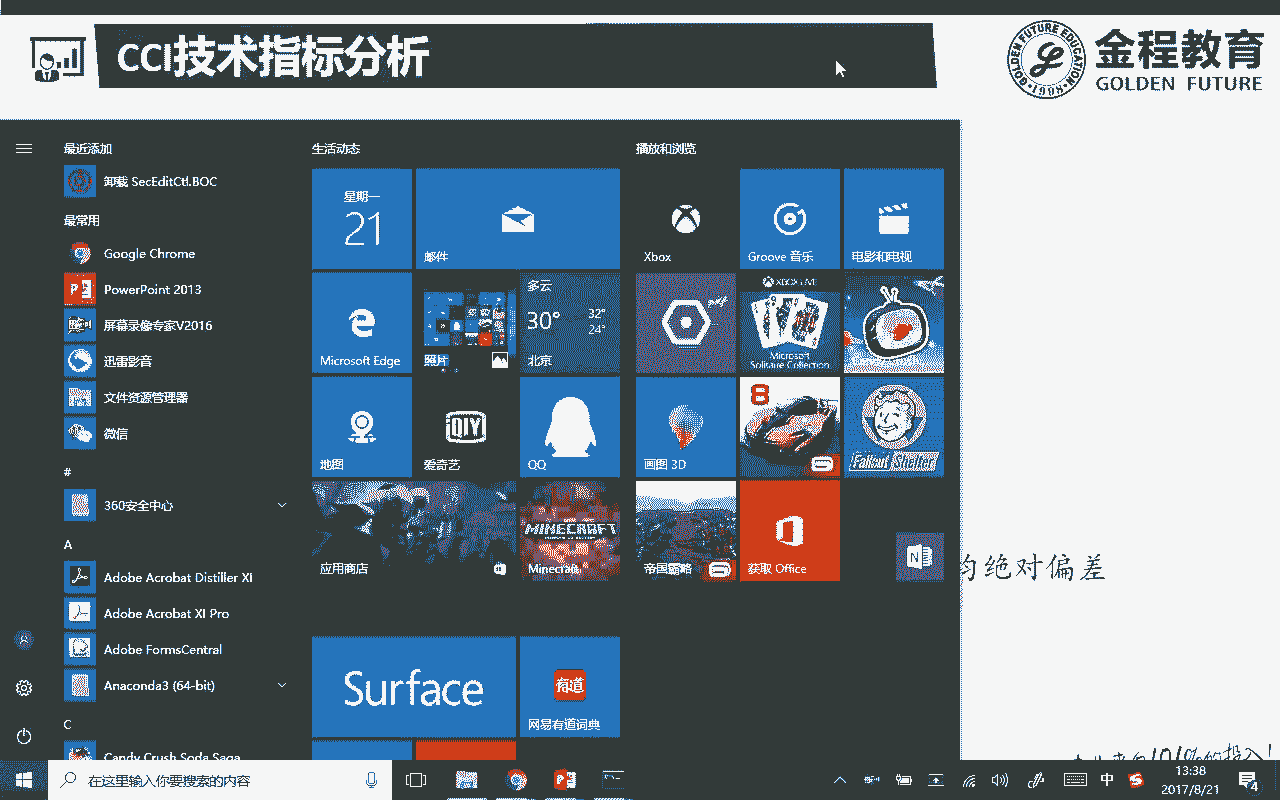 CCI技术指标分析
GOLDEN FUTURE EDUCATION
1998
金程教育
GOLDEN FUTURE
最近添加
卸载 SecEditCtl.BOC
最常用
Google Chrome
PowerPoint 2013
屏幕录像专家V2016
迅雷影音
文件资源管理器
微信
#
360安全中心
A
Adobe Acrobat Distiller XI
Adobe Acrobat XI Pro
Adobe FormsCentral
Anaconda3 (64-bit)
C
Candy Crush Soda Saga
生活动态
星期一
21
邮件
Microsoft Edge
照片
多云
30°
32°
24°
北京
地图
QIY
爱奇艺
QQ
应用商店
MINECRAFT
Minecraft
Surface
有道
网易有道词典
播放和浏览
Xbox
Groove 音乐
电影和电视
XBOX LIVE
Microsoft
Solitaire Collection
画图 3D
8
Fallout Shelter
帝国霸略
获取 Office
N
均绝对偏差
101%的投入!
在这里输入你要搜索的内容
中
13:38
2017/8/21
4